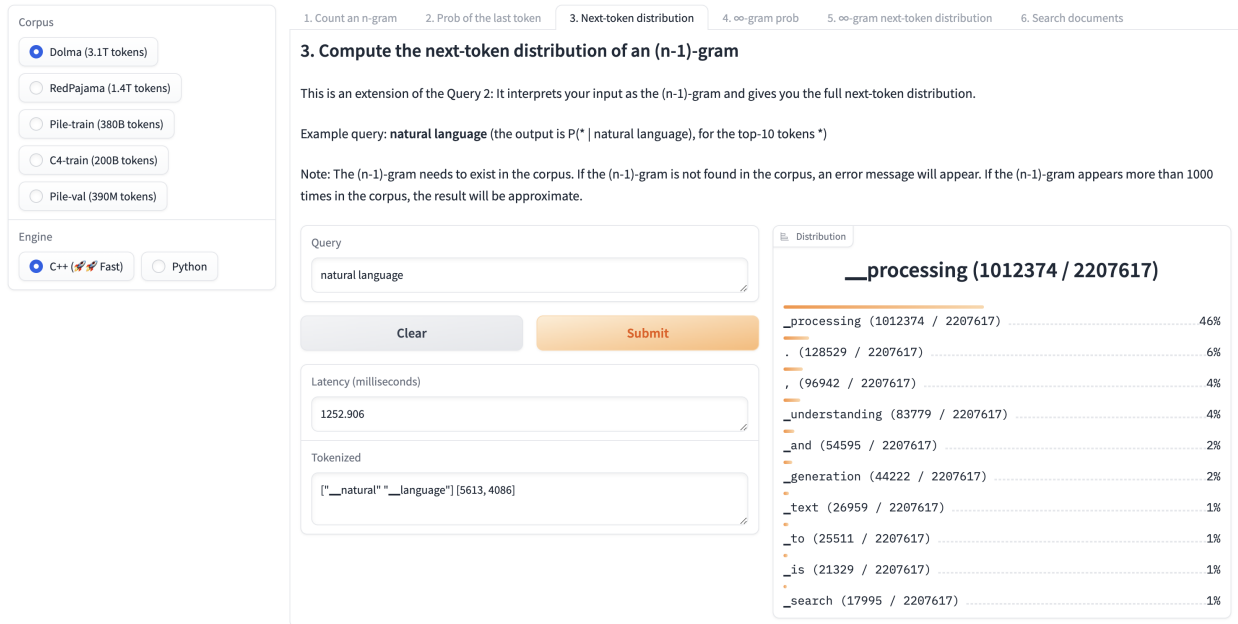 Corpus
Dolma (3.1T tokens)
RedPajama (1.4T tokens)
Pile-train (380B tokens)
C4-train (200B tokens)
Pile-val (390M tokens)
Engine
C++ (🚀🚀 Fast)
Python
1. Count an n-gram
2. Prob of the last token
3. Next-token distribution
4. ∞-gram prob
5. ∞-gram next-token distribution
6. Search documents
3. Compute the next-token distribution of an (n-1)-gram
This is an extension of the Query 2: It interprets your input as the (n-1)-gram and gives you the full next-token distribution.
Example query: natural language (the output is P(* | natural language), for the top-10 tokens *)
Note: The (n-1)-gram needs to exist in the corpus. If the (n-1)-gram is not found in the corpus, an error message will appear. If the (n-1)-gram appears more than 1000
times in the corpus, the result will be approximate.
Query
natural language
Clear
Submit
Latency (milliseconds)
1252.906
Tokenized
["▁natural" "▁language"] [5613, 4086]
Distribution
▁processing (1012374 / 2207617)
▁processing (1012374 / 2207617) 46%
. (128529 / 2207617) 6%
, (96942 / 2207617) 4%
▁understanding (83779 / 2207617) 4%
▁and (54595 / 2207617) 2%
▁generation (44222 / 2207617) 2%
▁text (26959 / 2207617) 1%
▁to (25511 / 2207617) 1%
▁is (21329 / 2207617) 1%
▁search (17995 / 2207617) 1%